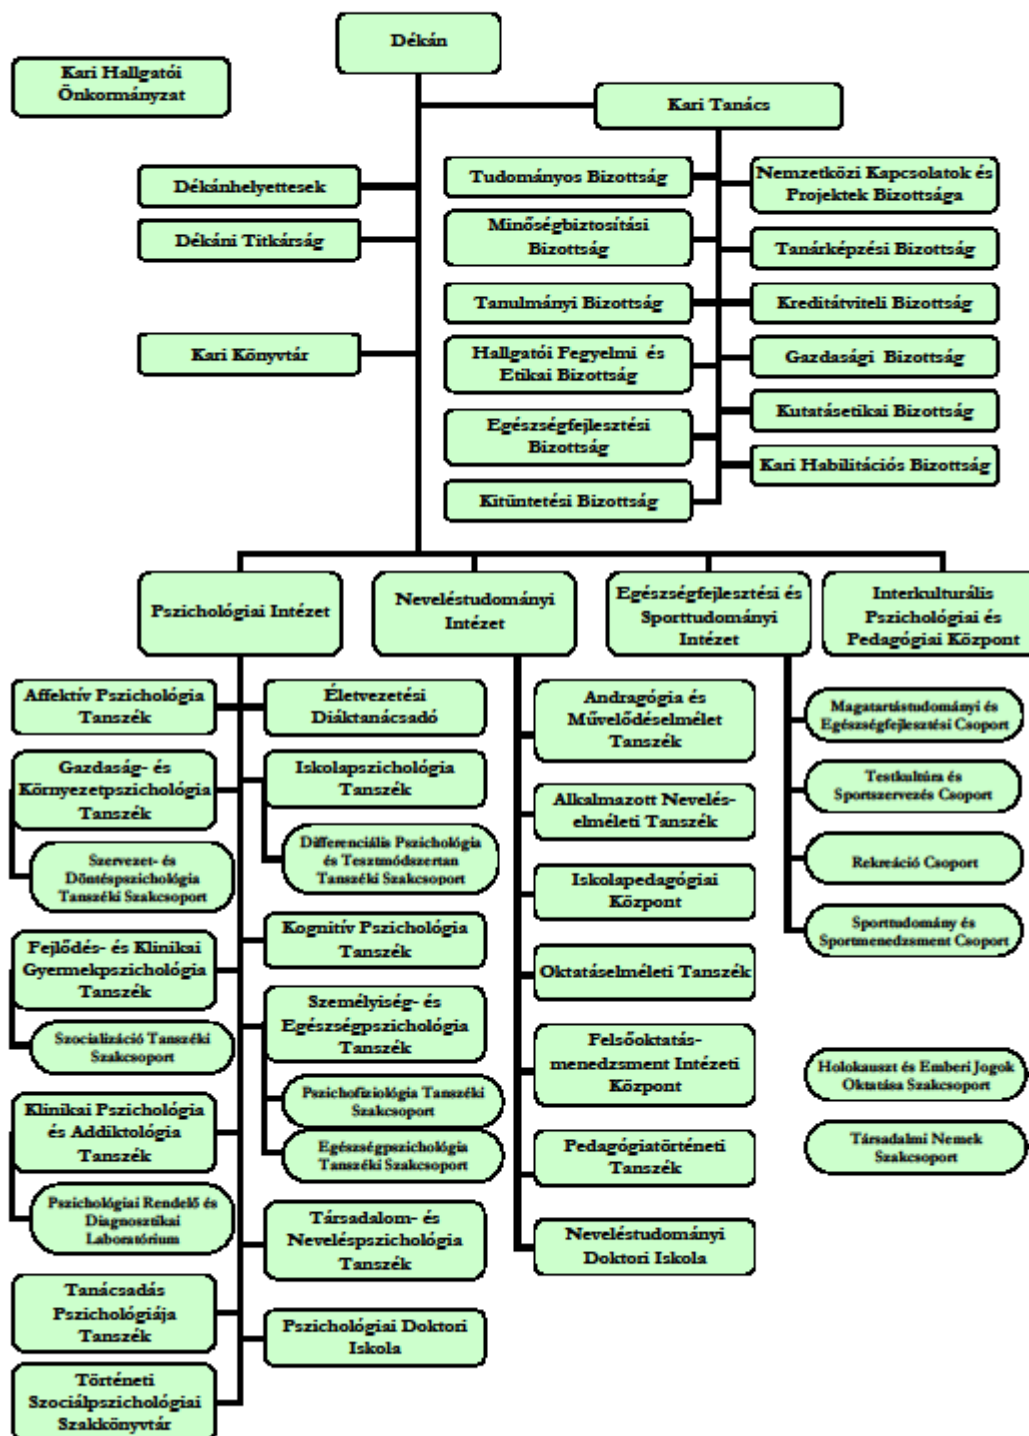 Dékán
Kari Hallgatói
Önkormányzat
Kari Tanács
Dékánhelyettesek
Dékáni Titkárság
Kari Könyvtár
Tudományos Bizottság
Nemzetközi Kapcsolatok és
Projektek Bizottsága
Minőségbiztosítási
Bizottság
Tanárképzési Bizottság
Tanulmányi Bizottság
Kreditátviteli Bizottság
Hallgatói Fegyelmi és
Etikai Bizottság
Gazdasági Bizottság
Kutatásetikai Bizottság
Egészségfejlesztési
Bizottság
Kari Habilitációs Bizottság
Kitüntetési Bizottság
Pszichológiai
Intézet
Neveléstudományi
Intézet
Egészségfejlesztési és
Sporttudományi
Intézet
Interkulturális
Pszichológiai és
Pedagógiai Központ
Affektív Pszichológia
Tanszék
Gazdaság- és
Környezetpszichológia
Tanszék
Szervezet- és
Döntéspszichológia
Tanszéki Szakcsoport
Fejlődés- és Klinikai
Gyermekpszichológia
Tanszék
Szocializáció Tanszéki
Szakcsoport
Klinikai Pszichológia
és Addiktológia
Tanszék
Pszichológiai Rendelő és
Diagnosztikai
Laboratórium
Tanácsadás
Pszichológiája
Tanszék
Történeti
Szociálpszichológiai
Szakkönyvtár
Életvezetési
Diáktanácsadó
Iskolapszichológia
Tanszék
Differenciális Pszichológia
és Tesztmódszertan
Tanszéki Szakcsoport
Kognitív Pszichológia
Tanszék
Személyiség- és
Egészségpszichológia
Tanszék
Pszichofiziológia Tanszéki
Szakcsoport
Egészségpszichológia
Tanszéki Szakcsoport
Társadalom- és
Neveléspszichológia
Tanszék
Pszichológiai Doktori
Iskola
Andragógia és
Művelődéselmélet
Tanszék
Alkalmazott Nevelés-
elméleti Tanszék
Iskolapedagógiai
Központ
Oktatáselméleti Tanszék
Felsőoktatás-
menedzsment Intézeti
Központ
Pedagógiatörténeti
Tanszék
Neveléstudományi
Doktori Iskola
Magatartástudományi és
Egészségfejlesztési Csoport
Testkultúra és
Sportszervezés Csoport
Rekreáció Csoport
Sporttudomány és
Sportmenedzsment Csoport
Holokauszt és Emberi Jogok
Oktatása Szakcsoport
Társadalmi Nemek
Szakcsoport